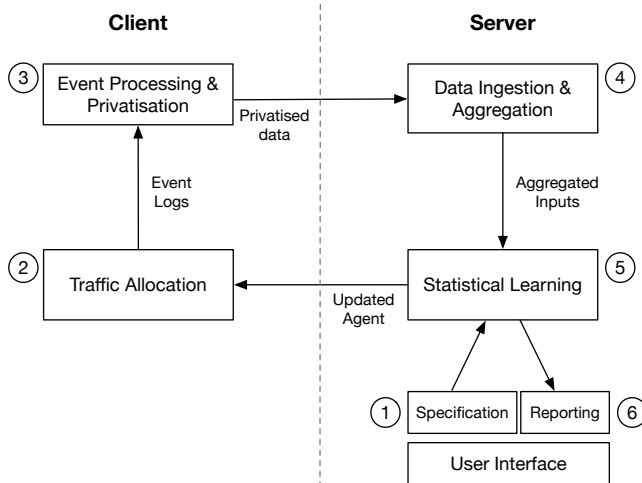 Client
Server
3
Event Processing &
Privatisation
Privatised
data
Data Ingestion &
Aggregation
4
Event
Logs
Aggregated
Inputs
2
Traffic Allocation
Updated
Agent
Statistical Learning
5
1
Specification
Reporting
6
User Interface